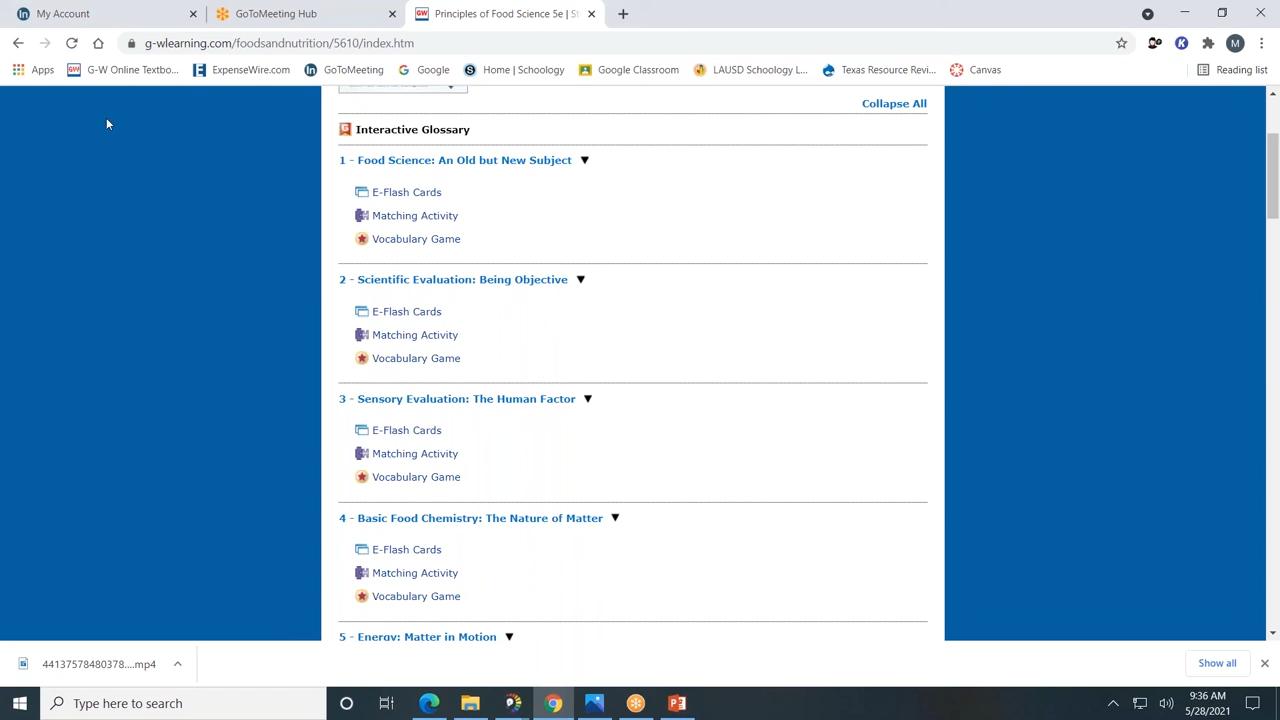 My Account
GoToMeeting Hub
Principles of Food Science 5e | St
g-wlearning.com/foodsandnutrition/5610/index.htm
M
Apps
G-W Online Textbo...
ExpenseWire.com
GoToMeeting
Google
Home | Schoology
Google Classroom
LAUSD Schoology L...
Texas Resource Revi...
Canvas
Reading list
Collapse All
Interactive Glossary
1 - Food Science: An Old but New Subject
E-Flash Cards
Matching Activity
Vocabulary Game
2 - Scientific Evaluation: Being Objective
E-Flash Cards
Matching Activity
Vocabulary Game
3 - Sensory Evaluation: The Human Factor
E-Flash Cards
Matching Activity
Vocabulary Game
4 - Basic Food Chemistry: The Nature of Matter
E-Flash Cards
Matching Activity
Vocabulary Game
5 - Energy: Matter in Motion
44137578480378....mp4
Show all
Type here to search
9:36 AM
5/28/2021